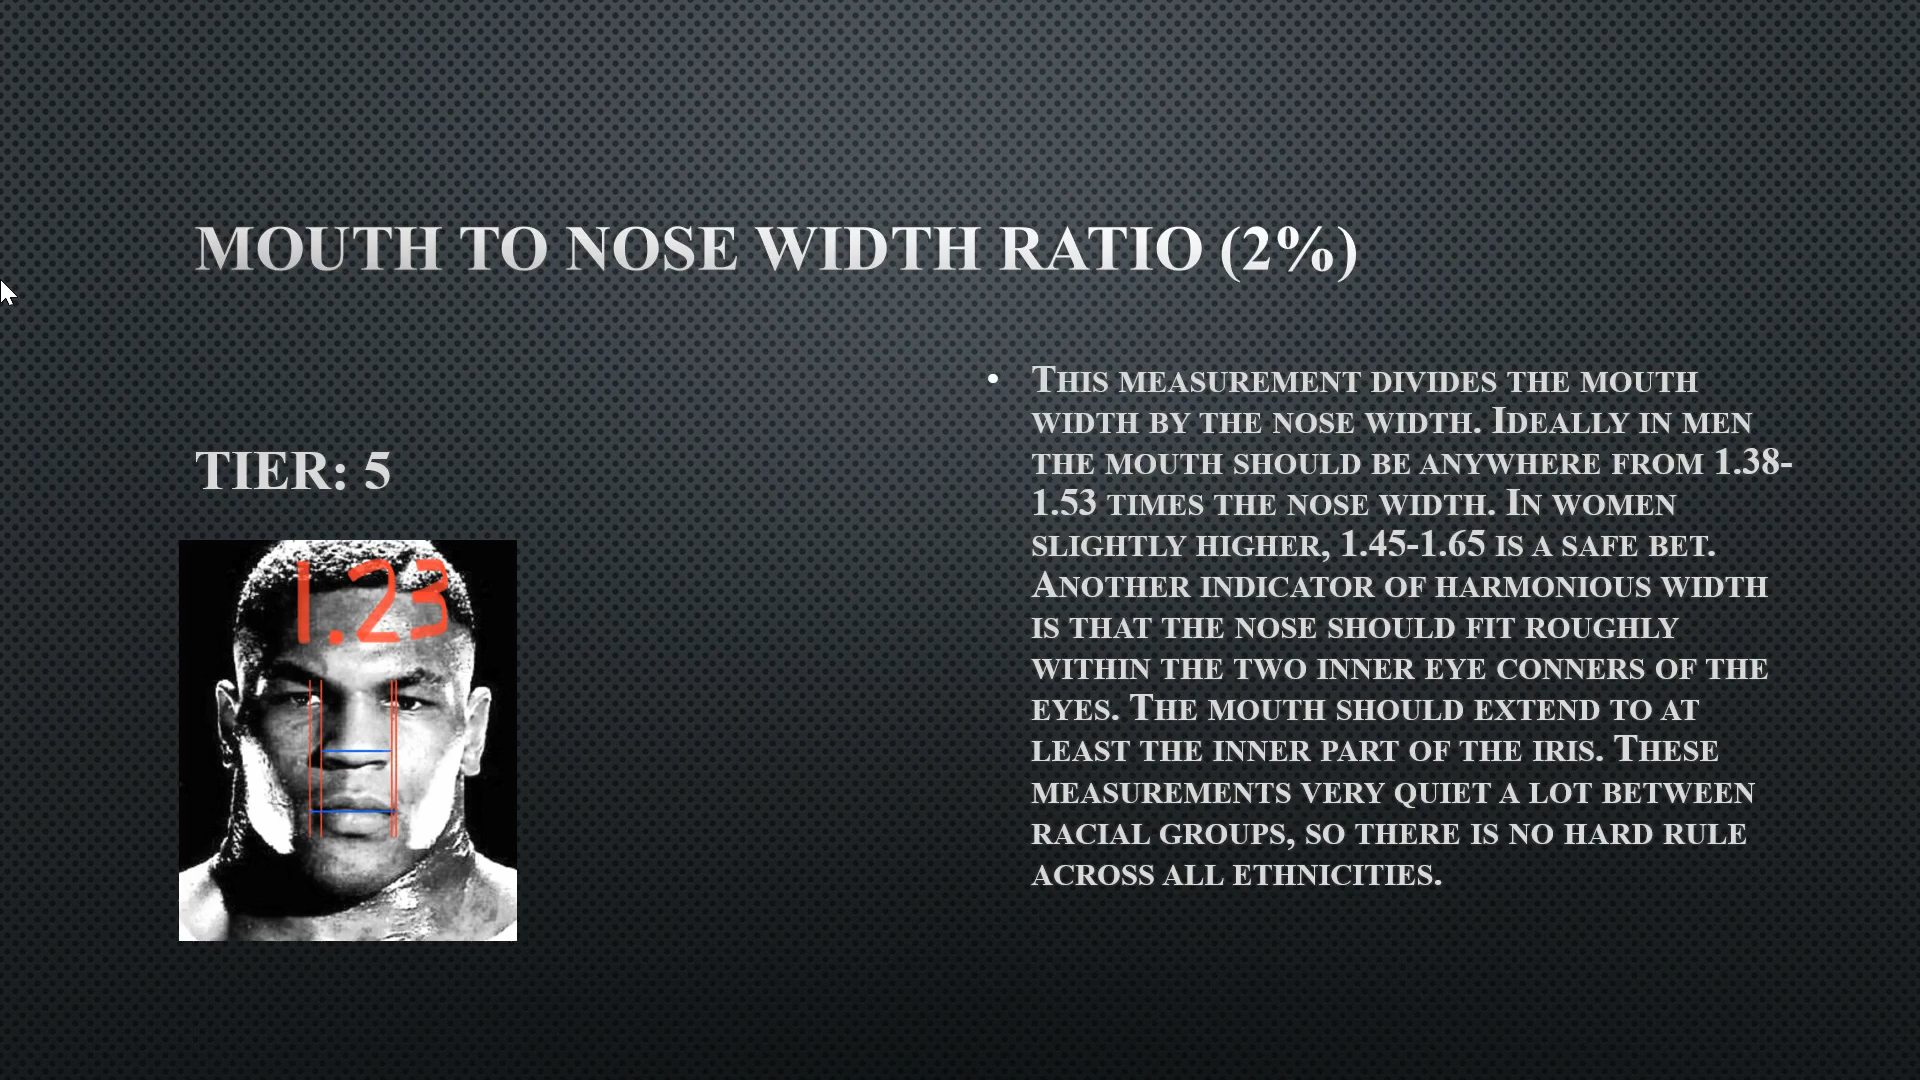 MOUTH TO NOSE WIDTH RATIO (2%)
TIER: 5
1.23
• THIS MEASUREMENT DIVIDES THE MOUTH
WIDTH BY THE NOSE WIDTH. IDEALLY IN MEN
THE MOUTH SHOULD BE ANYWHERE FROM 1.38-
1.53 TIMES THE NOSE WIDTH. IN WOMEN
SLIGHTLY HIGHER, 1.45-1.65 IS A SAFE BET.
ANOTHER INDICATOR OF HARMONIOUS WIDTH
IS THAT THE NOSE SHOULD FIT ROUGHLY
WITHIN THE TWO INNER EYE CONNERS OF THE
EYES. THE MOUTH SHOULD EXTEND TO AT
LEAST THE INNER PART OF THE IRIS. THESE
MEASUREMENTS VERY QUIET A LOT BETWEEN
RACIAL GROUPS, SO THERE IS NO HARD RULE
ACROSS ALL ETHNICITIES.